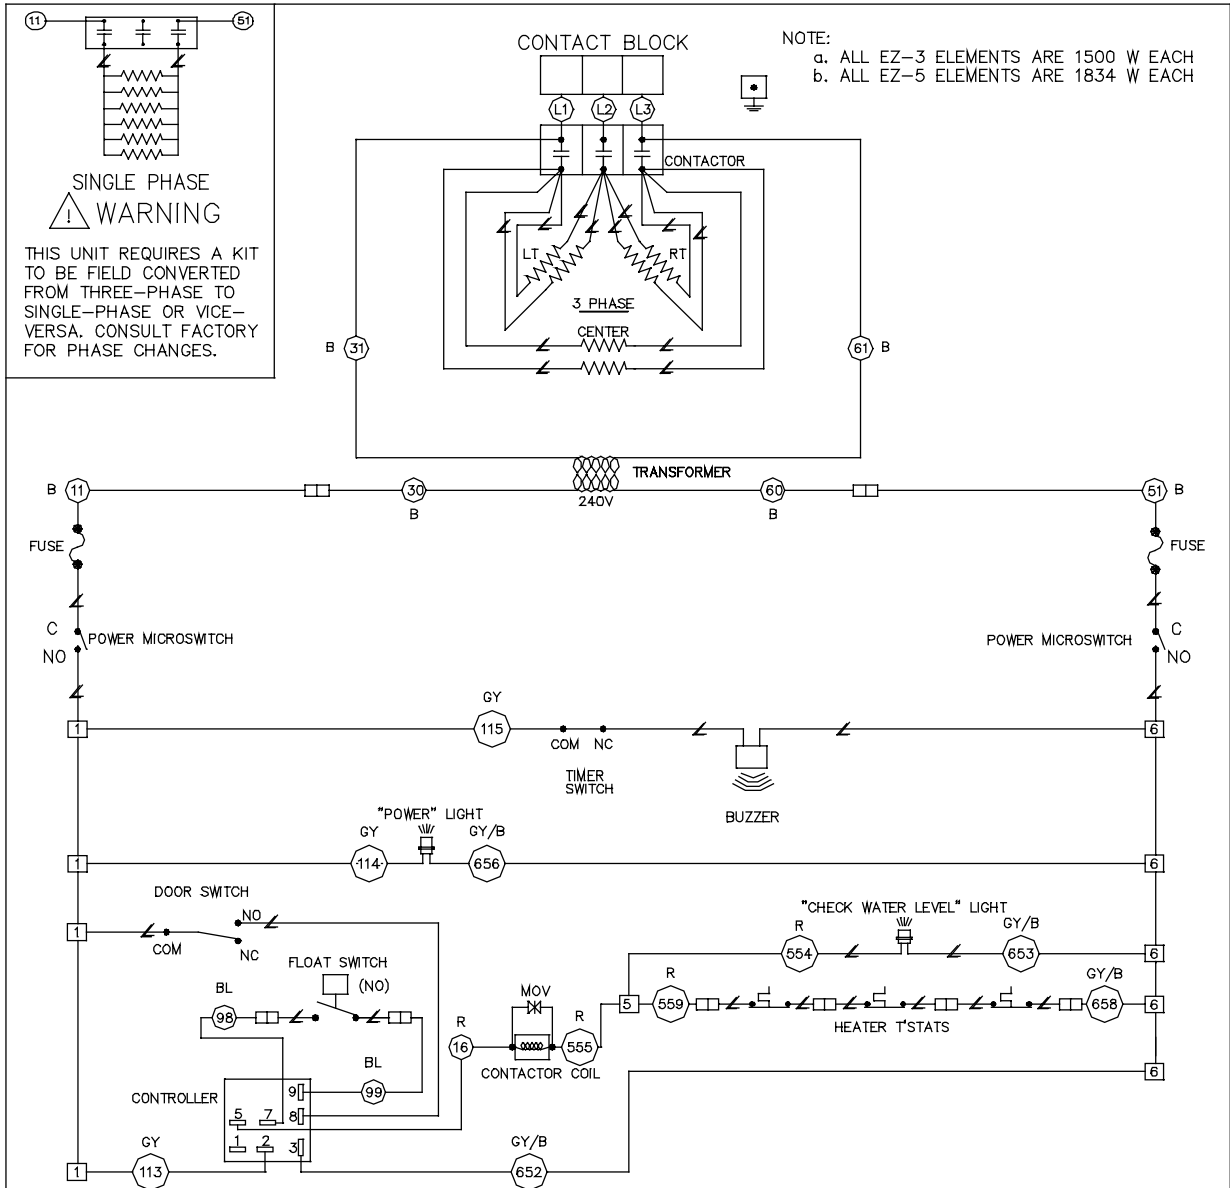 11
51
SINGLE PHASE
! WARNING
THIS UNIT REQUIRES A KIT
TO BE FIELD CONVERTED
FROM THREE-PHASE TO
SINGLE-PHASE OR VICE-
VERSA. CONSULT FACTORY
FOR PHASE CHANGES.
CONTACT BLOCK
NOTE:
a. ALL EZ-3 ELEMENTS ARE 1500 W EACH
b. ALL EZ-5 ELEMENTS ARE 1834 W EACH
L1 L2 L3
CONTACTOR
LT RT
3 PHASE
CENTER
B 31
61 B
TRANSFORMER
240V
B 11
30
B
60
B
51 B
FUSE
FUSE
C
NO
POWER MICROSWITCH
POWER MICROSWITCH
C
NO
GY
1
115
COM NC
TIMER
SWITCH
BUZZER
6
"POWER" LIGHT
GY
GY/B
1
-114-
656
6
DOOR SWITCH
1
COM
NO
NC
"CHECK WATER LEVEL" LIGHT
R
GY/B
554
653
6
FLOAT SWITCH
(NO)
BL
98
MOV
R
R
16
555
CONTACTOR COIL
5
R
559
HEATER T'STATS
GY/B
658
6
BL
99
6
CONTROLLER
9
5 7 8
1 2 3
GY
1
113
GY/B
652